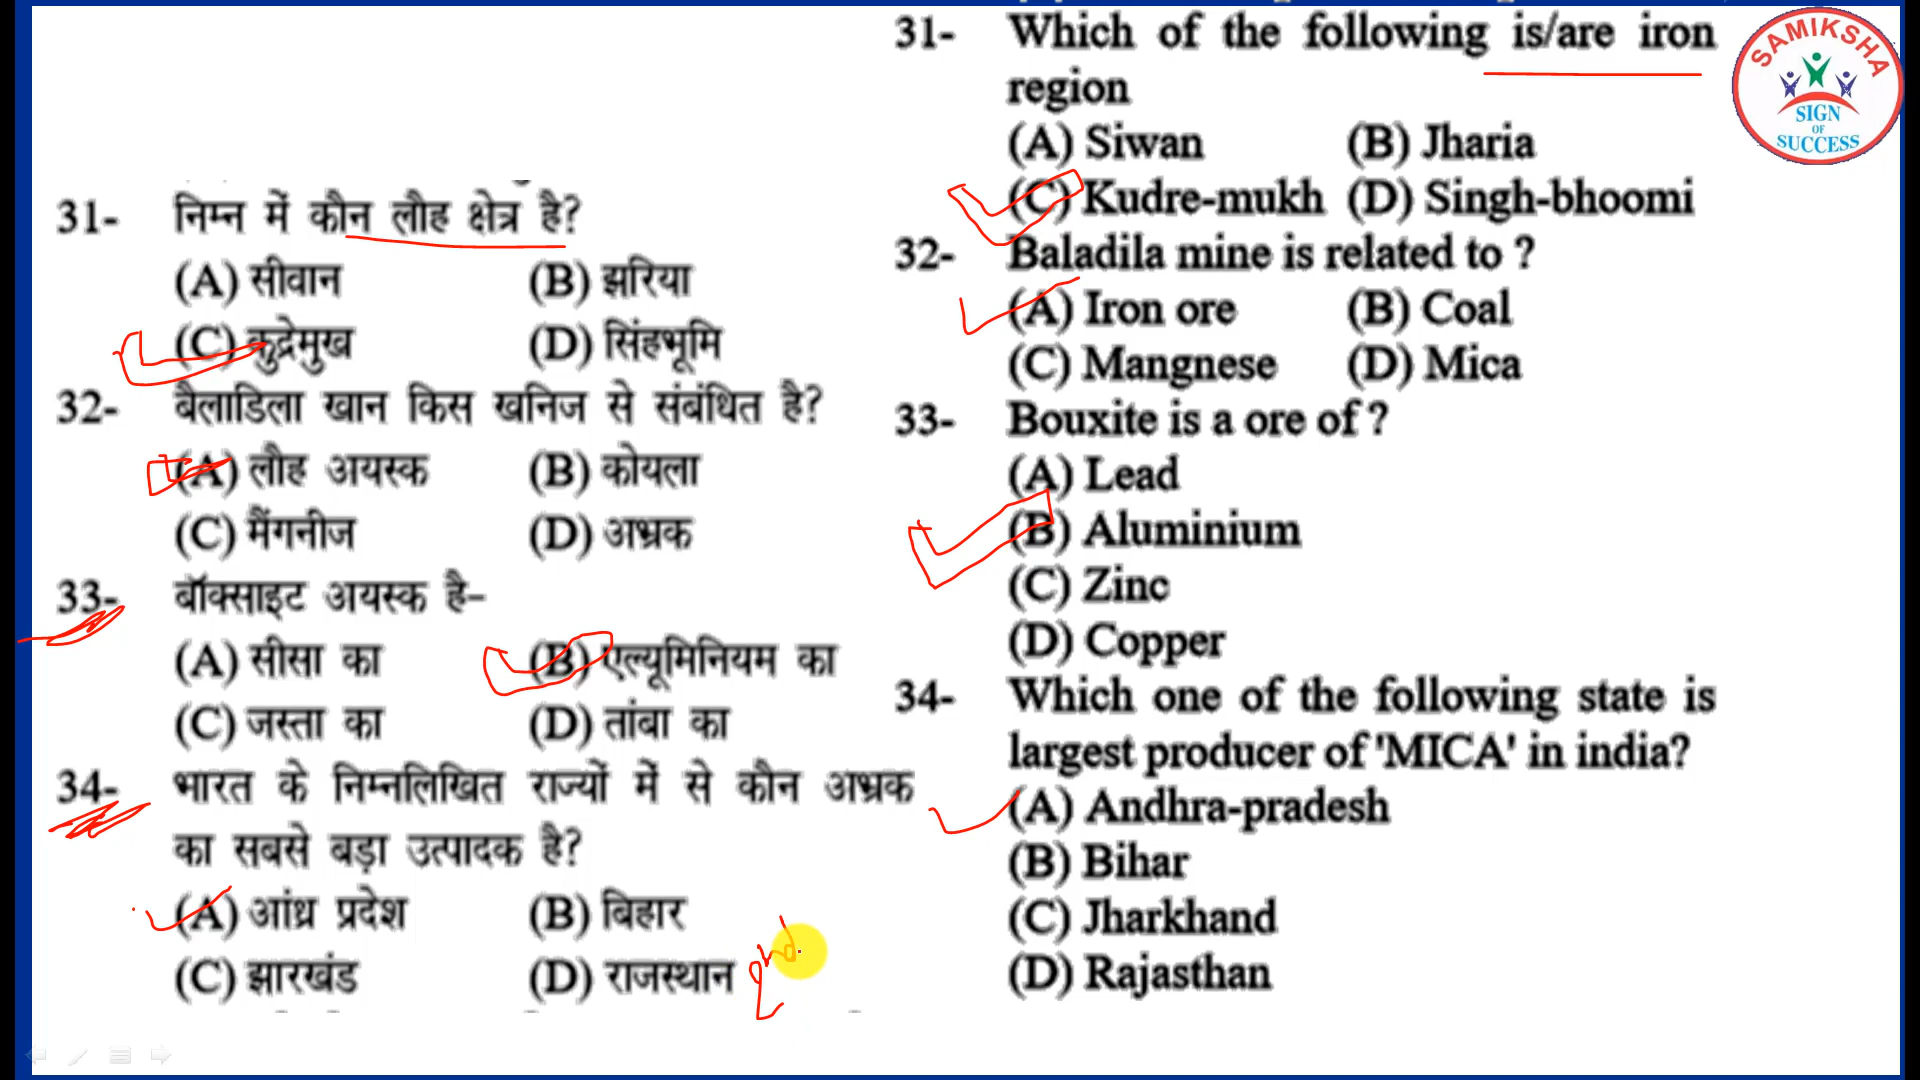 31- निम्न में कौन लौह क्षेत्र है?
(A) सीवान (B) झरिया
(C) कुद्रेमुख (D) सिंहभूमि
32- बैलाडिला खान किस खनिज से संबंधित है?
(A) लौह अयस्क (B) कोयला
(C) मैंगनीज (D) अभ्रक
33- बॉक्साइट अयस्क है–
(A) सीसा का (B) एल्यूमिनियम का
(C) जस्ता का (D) तांबा का
34- भारत के निम्नलिखित राज्यों में से कौन अभ्रक
का सबसे बड़ा उत्पादक है?
(A) आंध्र प्रदेश (B) बिहार
(C) झारखंड (D) राजस्थान
31- Which of the following is/are iron
region
(A) Siwan (B) Jharia
(C) Kudre-mukh (D) Singh-bhoomi
32- Baladila mine is related to ?
(A) Iron ore (B) Coal
(C) Mangnese (D) Mica
33- Bouxite is a ore of ?
(A) Lead
(B) Aluminium
(C) Zinc
(D) Copper
34- Which one of the following state is
largest producer of 'MICA' in india?
(A) Andhra-pradesh
(B) Bihar
(C) Jharkhand
(D) Rajasthan
SAMIKSHA
SIGN
OF
SUCCESS